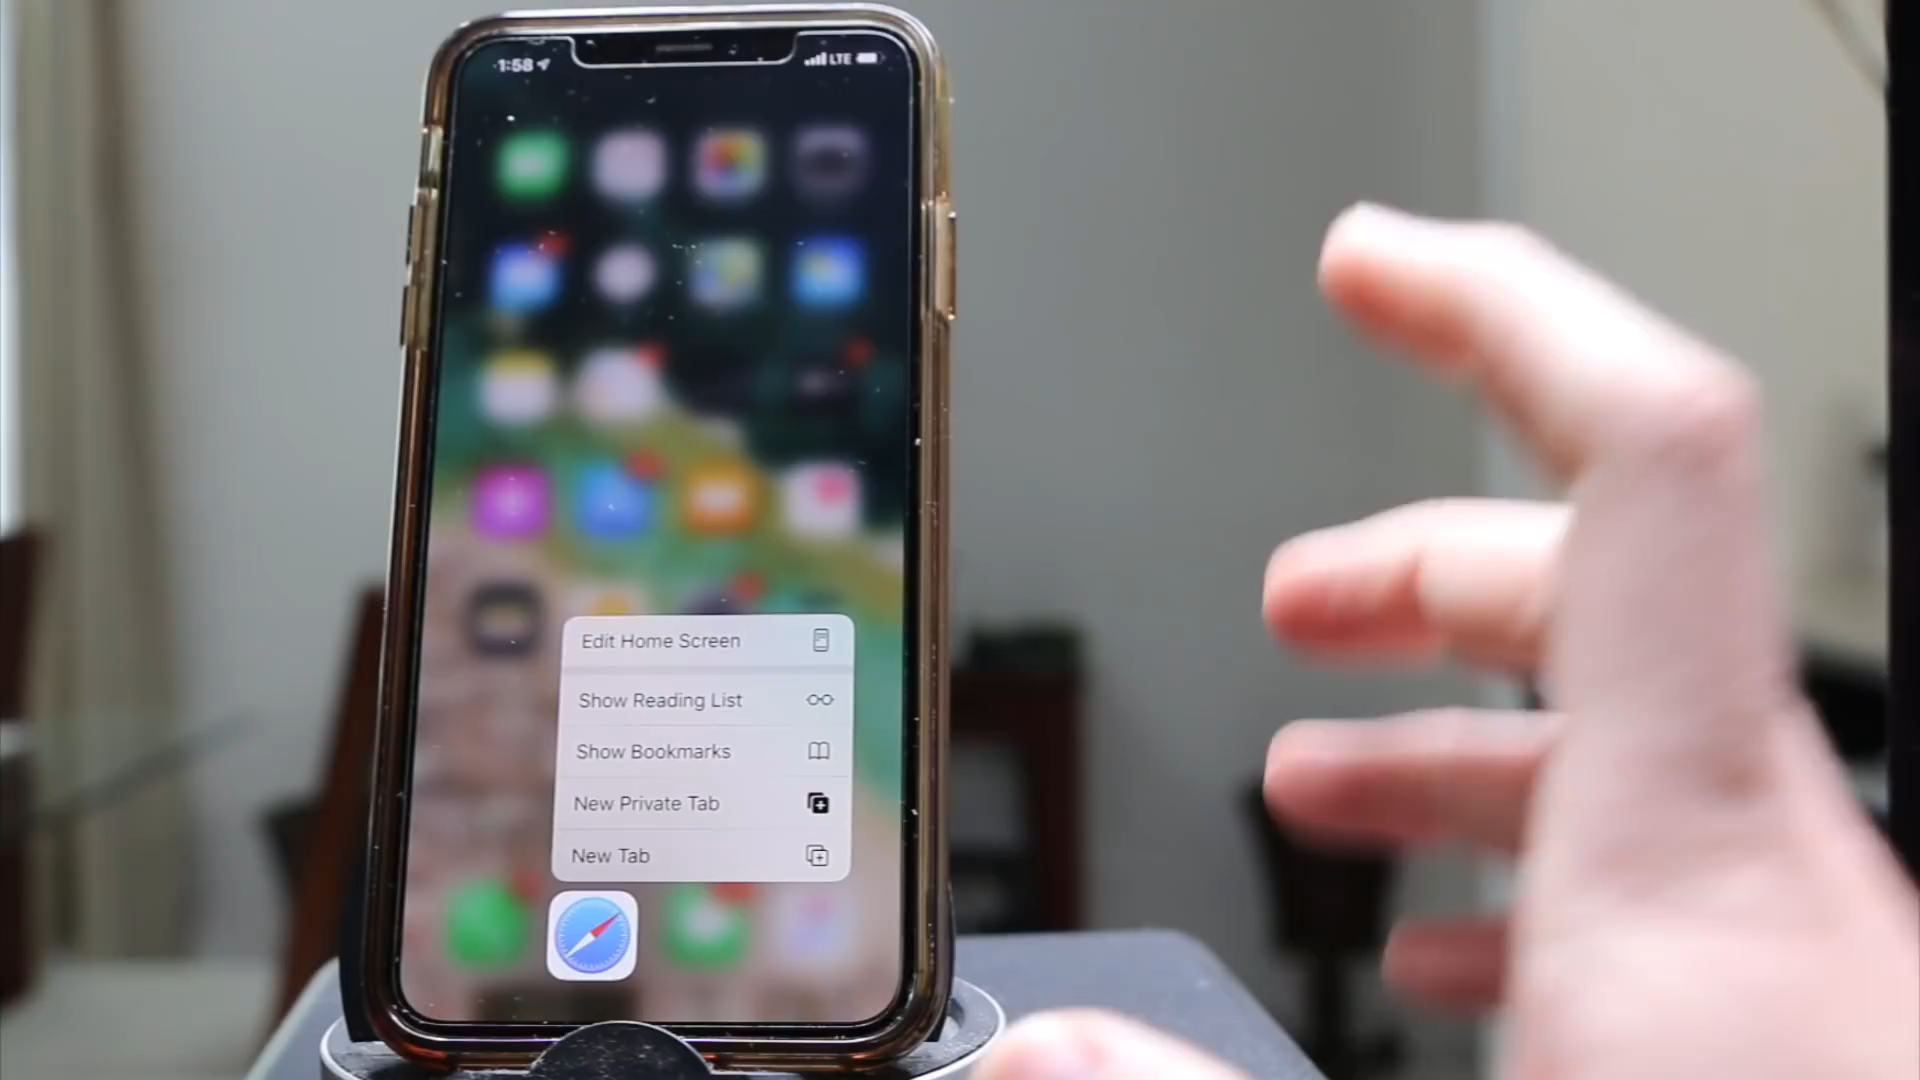 1:58 LTE
Edit Home Screen
Show Reading List
Show Bookmarks
New Private Tab
New Tab